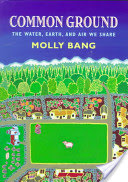 COMMON GROUND
THE WATER, EARTH, AND AIR WE SHARE
MOLLY BANG